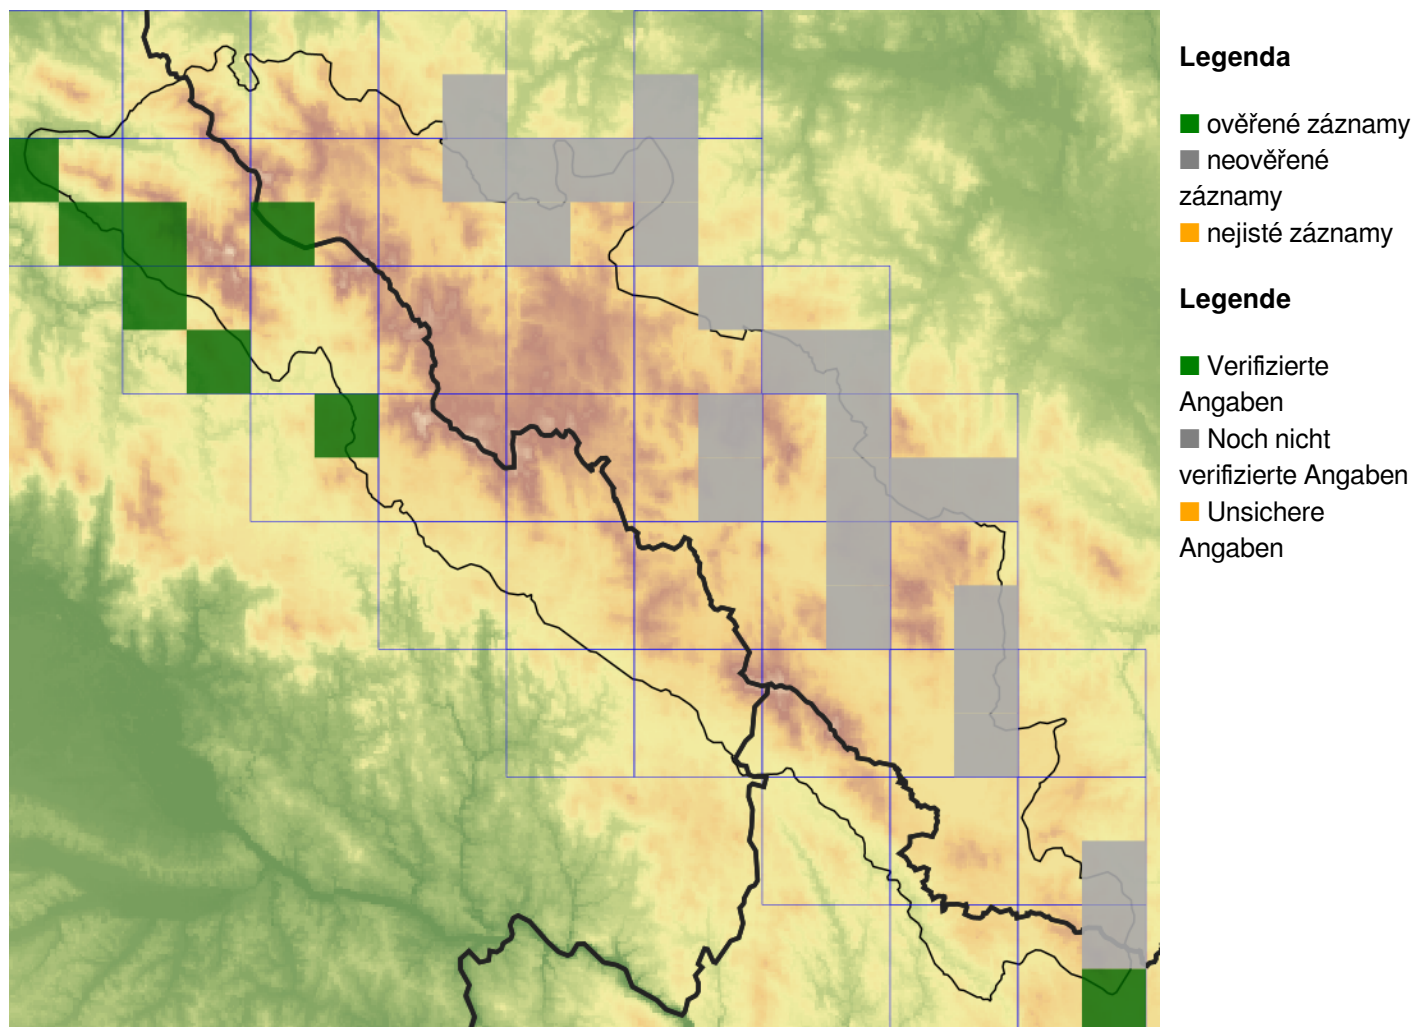 Legenda
ověřené záznamy
neověřené
záznamy
nejisté záznamy
Legende
Verifizierte
Angaben
Noch nicht
verifizierte Angaben
Unsichere
Angaben